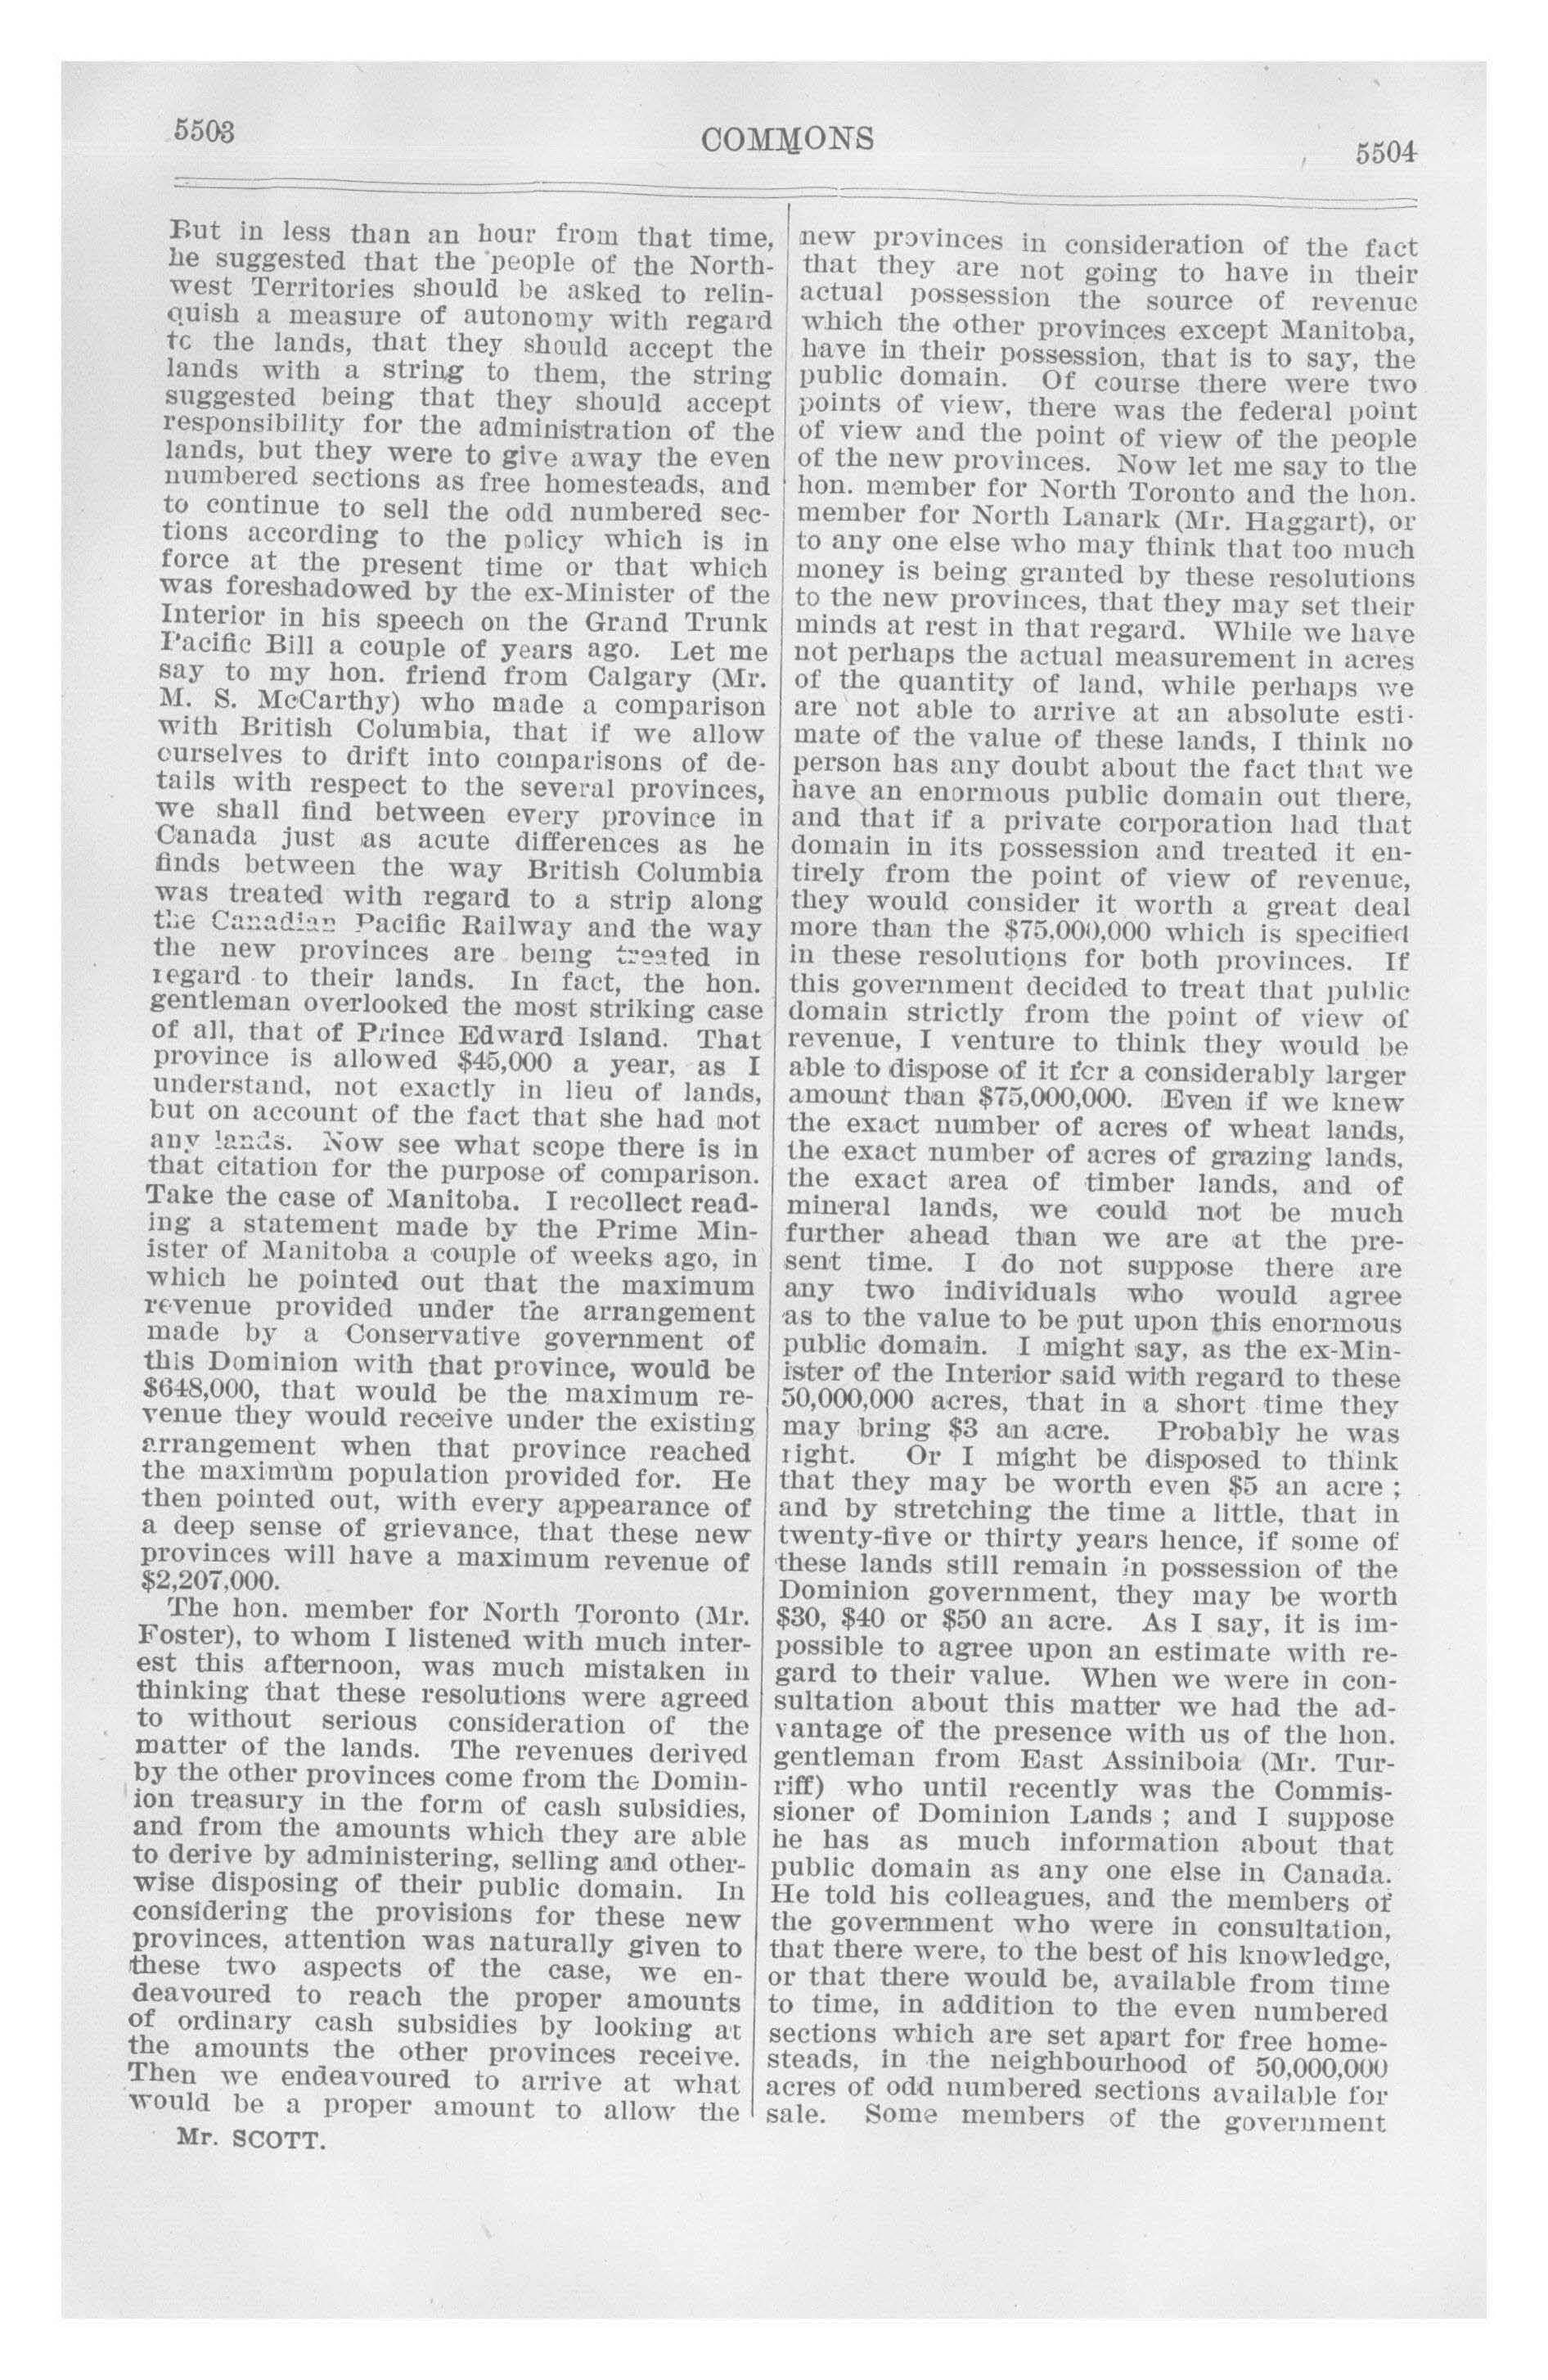 5503
COMMONS
5504
But in less than an hour from that time,
he suggested that the people of the North-
west Territories should be asked to relin-
quish a measure of autonomy with regard
tc the lands, that they should accept the
lands with a string to them, the string
suggested being that they should accept
responsibility for the administration of the
lands, but they were to give away the even
numbered sections as free homesteads, and
to continue to sell the odd numbered sec-
tions according to the policy which is in
force at the present time or that which
was foreshadowed by the ex-Minister of the
Interior in his speech on the Grand Trunk
Pacific Bill a couple of years ago. Let me
say to my hon. friend from Calgary (Mr.
M. S. McCarthy) who made a comparison
with British Columbia, that if we allow
ourselves to drift into comparisons of de-
tails with respect to the several provinces,
we shall find between every province in
Canada just as acute differences as he
finds between the way British Columbia
was treated with regard to a strip along
the Canadian Pacific Railway and the way
the new provinces are being treated in
regard to their lands. In fact, the hon.
gentleman overlooked the most striking case
of all, that of Prince Edward Island. That
province is allowed $45,000 a year, as I
understand, not exactly in lieu of lands,
but on account of the fact that she had not
any lands. Now see what scope there is in
that citation for the purpose of comparison.
Take the case of Manitoba. I recollect read-
ing a statement made by the Prime Min-
ister of Manitoba a couple of weeks ago, in
which he pointed out that the maximum
revenue provided under the arrangement
made by a Conservative government of
this Dominion with that province, would be
$648,000, that would be the maximum re-
venue they would receive under the existing
arrangement when that province reached
the maximum population provided for. He
then pointed out, with every appearance of
a deep sense of grievance, that these new
provinces will have a maximum revenue of
$2,207,000.
The hon. member for North Toronto (Mr.
Foster), to whom I listened with much inter-
est this afternoon, was much mistaken in
thinking that these resolutions were agreed
to without serious consideration of the
matter of the lands. The revenues derived
by the other provinces come from the Domin-
ion treasury in the form of cash subsidies,
and from the amounts which they are able
to derive by administering, selling and other-
wise disposing of their public domain. In
considering the provisions for these new
provinces, attention was naturally given to
these two aspects of the case, we en-
deavoured to reach the proper amounts
of ordinary cash subsidies by looking at
the amounts the other provinces receive.
Then we endeavoured to arrive at what
would be a proper amount to allow the
Mr. SCOTT.
new provinces in consideration of the fact
that they are not going to have in their
actual possession the source of revenue
which the other provinces except Manitoba,
have in their possession, that is to say, the
public domain. Of course there were two
points of view, there was the federal point
of view and the point of view of the people
of the new provinces. Now let me say to the
hon. member for North Toronto and the hon.
member for North Lanark (Mr. Haggart), or
to any one else who may think that too much
money is being granted by these resolutions
to the new provinces, that they may set their
minds at rest in that regard. While we have
not perhaps the actual measurement in acres
of the quantity of land, while perhaps we
are not able to arrive at an absolute esti-
mate of the value of these lands, I think no
person has any doubt about the fact that we
have an enormous public domain out there,
and that if a private corporation had that
domain in its possession and treated it en-
tirely from the point of view of revenue,
they would consider it worth a great deal
more than the $75,000,000 which is specified
in these resolutions for both provinces. If
this government decided to treat that public
domain strictly from the point of view of
revenue, I venture to think they would be
able to dispose of it fcr a considerably larger
amount than $75,000,000. Even if we knew
the exact number of acres of wheat lands,
the exact number of acres of grazing lands,
the exact area of timber lands, and of
mineral lands, we could not be much
further ahead than we are at the pre-
sent time. I do not suppose there are
any two individuals who would agree
as to the value to be put upon this enormous
public domain. I might say, as the ex-Min-
ister of the Interior said with regard to these
50,000,000 acres, that in a short time they
may bring $3 an acre. Probably he was
right. Or I might be disposed to think
that they may be worth even $5 an acre ;
and by stretching the time a little, that in
twenty-five or thirty years hence, if some of
these lands still remain in possession of the
Dominion government, they may be worth
$30, $40 or $50 an acre. As I say, it is im-
possible to agree upon an estimate with re-
gard to their value. When we were in con-
sultation about this matter we had the ad-
vantage of the presence with us of the hon.
gentleman from East Assiniboia (Mr. Tur-
riff) who until recently was the Commis-
sioner of Dominion Lands ; and I suppose
he has as much information about that
public domain as any one else in Canada.
He told his colleagues, and the members of
the government who were in consultation,
that there were, to the best of his knowledge,
or that there would be, available from time
to time, in addition to the even numbered
sections which are set apart for free home-
steads, in the neighbourhood of 50,000,000
acres of odd numbered sections available for
sale. Some members of the government